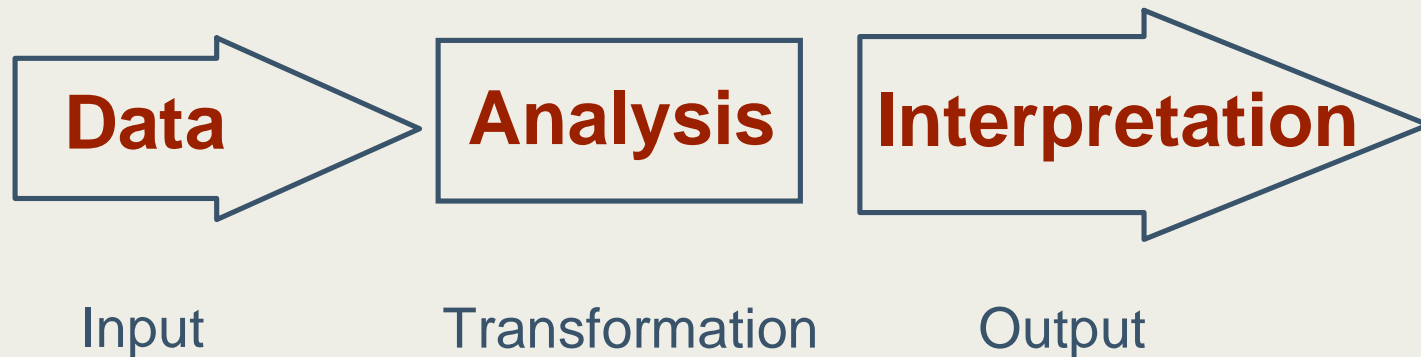 Data Analysis Interpretation
Input Transformation Output